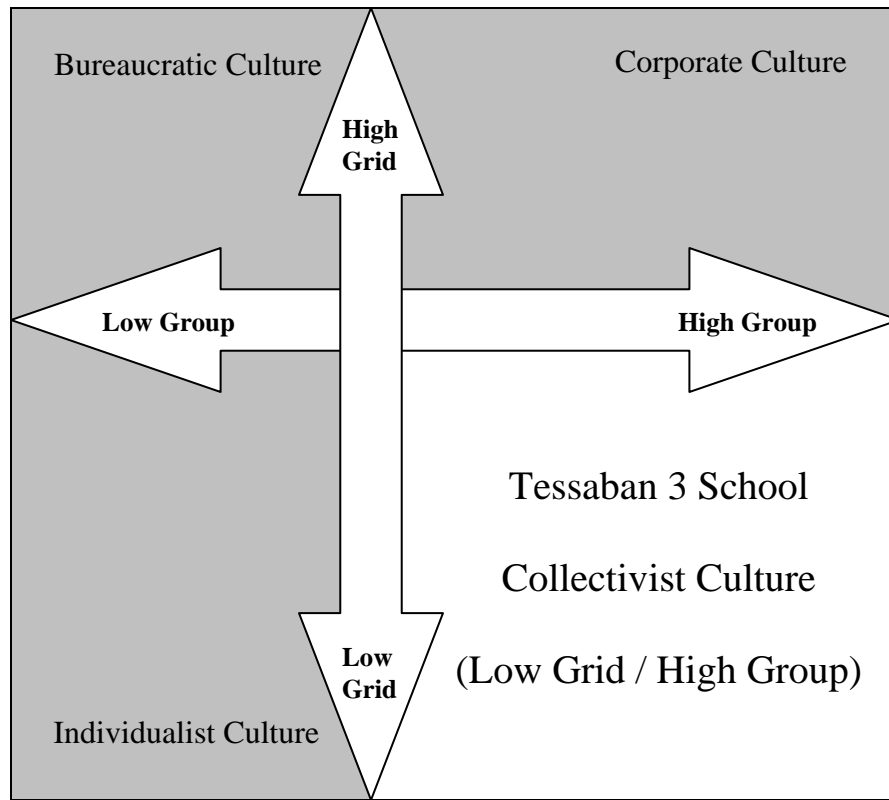 Bureaucratic Culture
Corporate Culture
High
Grid
Low Group
High Group
Tessaban 3 School
Collectivist Culture
(Low Grid / High Group)
Low
Grid
Individualist Culture